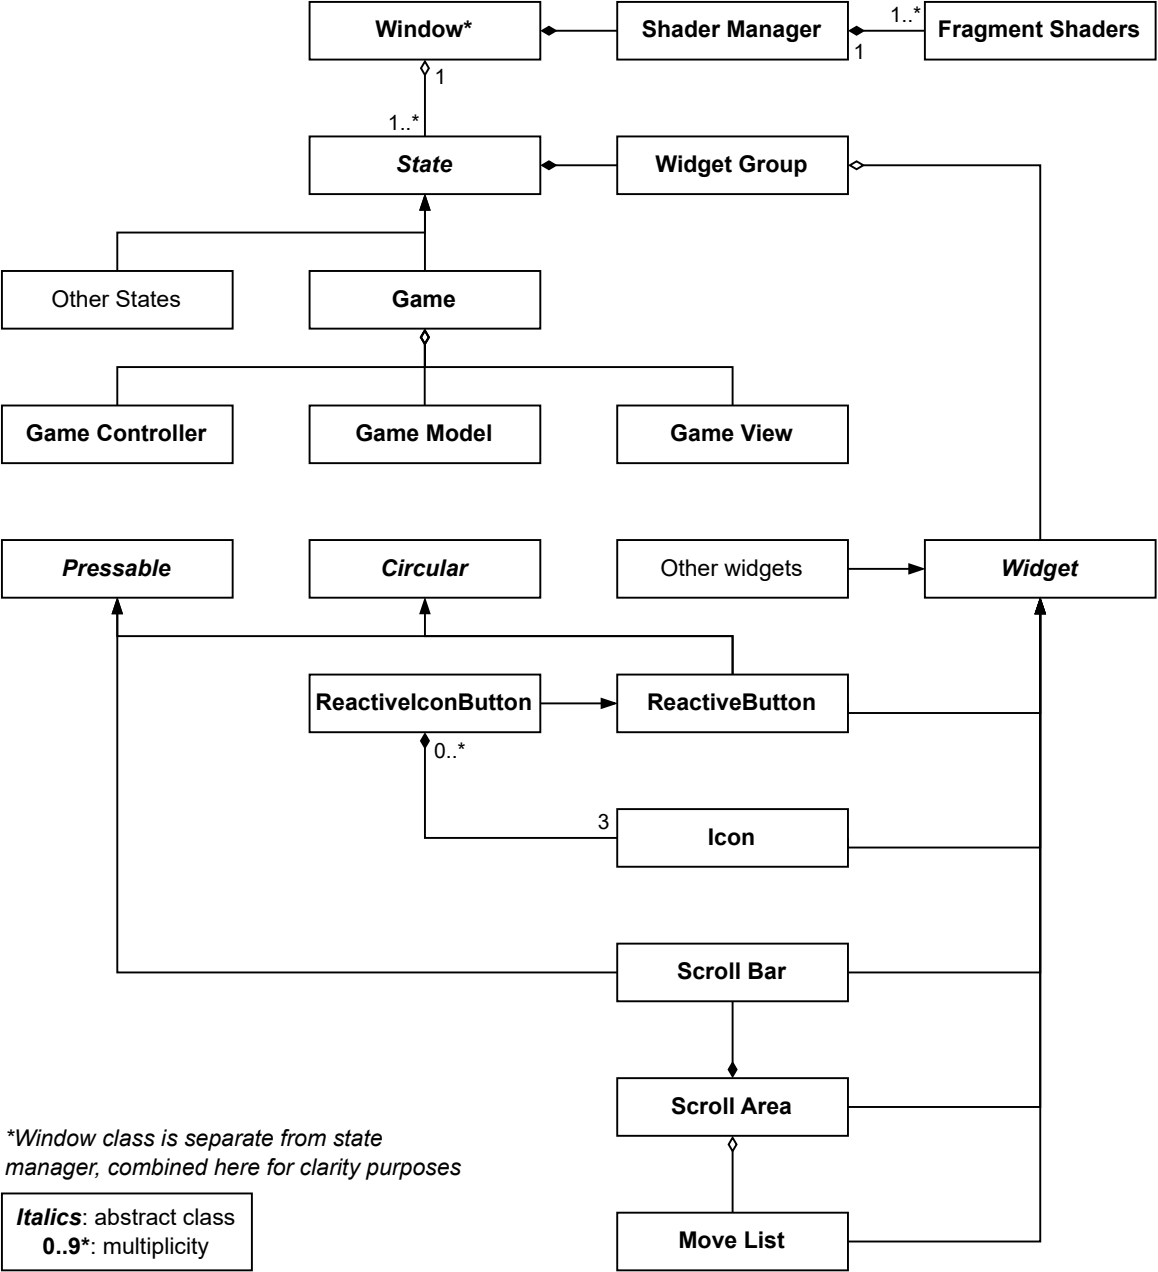 Window*
Shader Manager
1..*
1
Fragment Shaders
1
1..*
State
Widget Group
Other States
Game
Game Controller
Game Model
Game View
Pressable
Circular
Other widgets
Widget
ReactiveIconButton
ReactiveButton
0..*
3
Icon
Scroll Bar
Scroll Area
Move List
*Window class is separate from state
manager, combined here for clarity purposes
Italics: abstract class
0..9*: multiplicity